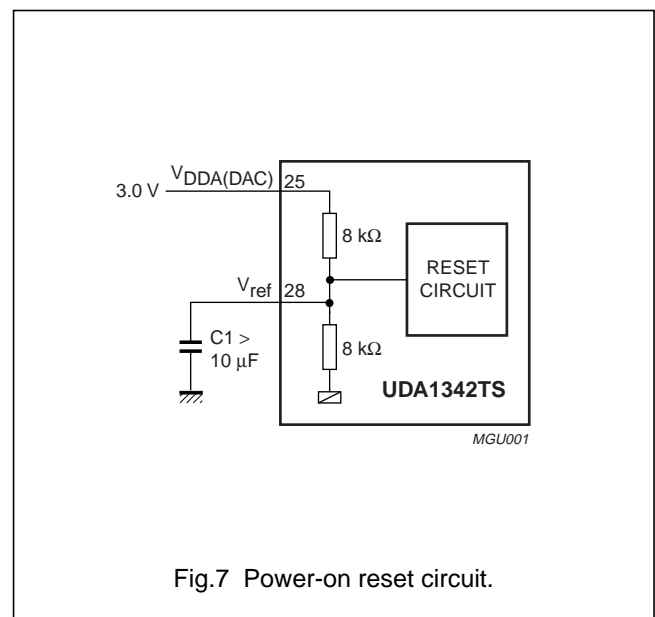 3.0 V
VDDA(DAC)
25
8 kΩ
RESET
CIRCUIT
Vref
28
C1 >
10 μF
8 kΩ
UDA1342TS
MGU001
Fig.7 Power-on reset circuit.